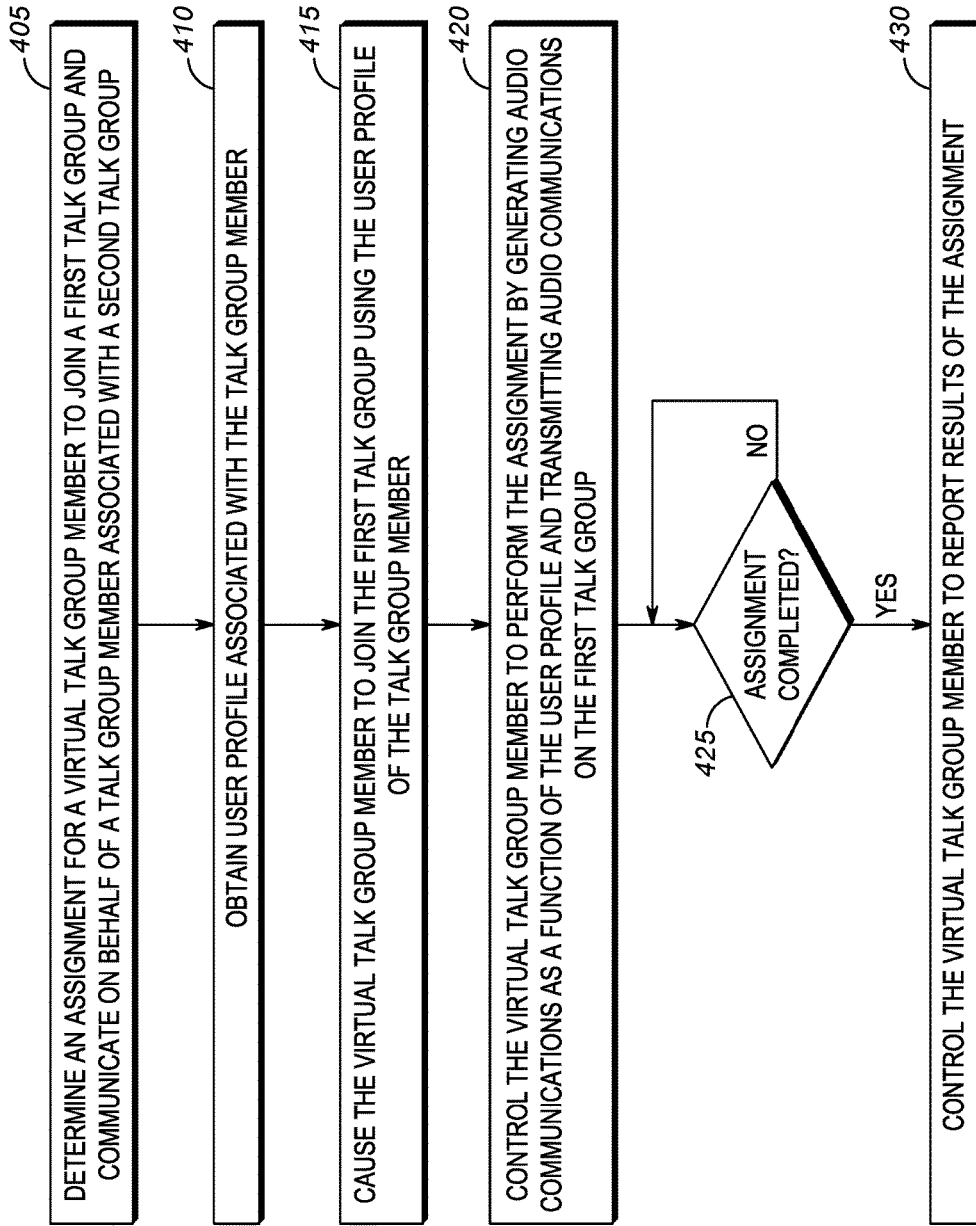 405
DETERMINE AN ASSIGNMENT FOR A VIRTUAL TALK GROUP MEMBER TO JOIN A FIRST TALK GROUP AND
COMMUNICATE ON BEHALF OF A TALK GROUP MEMBER ASSOCIATED WITH A SECOND TALK GROUP
410
OBTAIN USER PROFILE ASSOCIATED WITH THE TALK GROUP MEMBER
415
CAUSE THE VIRTUAL TALK GROUP MEMBER TO JOIN THE FIRST TALK GROUP USING THE USER PROFILE
OF THE TALK GROUP MEMBER
420
CONTROL THE VIRTUAL TALK GROUP MEMBER TO PERFORM THE ASSIGNMENT BY GENERATING AUDIO
COMMUNICATIONS AS A FUNCTION OF THE USER PROFILE AND TRANSMITTING AUDIO COMMUNICATIONS
ON THE FIRST TALK GROUP
425
ASSIGNMENT
COMPLETED?
NO
YES
430
CONTROL THE VIRTUAL TALK GROUP MEMBER TO REPORT RESULTS OF THE ASSIGNMENT